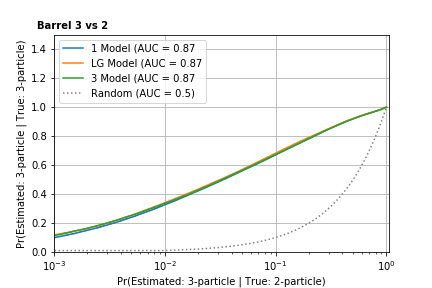 Barrel 3 vs 2
Pr(Estimated: 3-particle | True: 3-particle)
1.4
1.2
1.0
0.8
0.6
0.4
0.2
0.0
1 Model (AUC = 0.87
LG Model (AUC = 0.87
3 Model (AUC = 0.87
Random (AUC = 0.5)
10⁻³
10⁻²
10⁻¹
10⁰
Pr(Estimated: 3-particle | True: 2-particle)